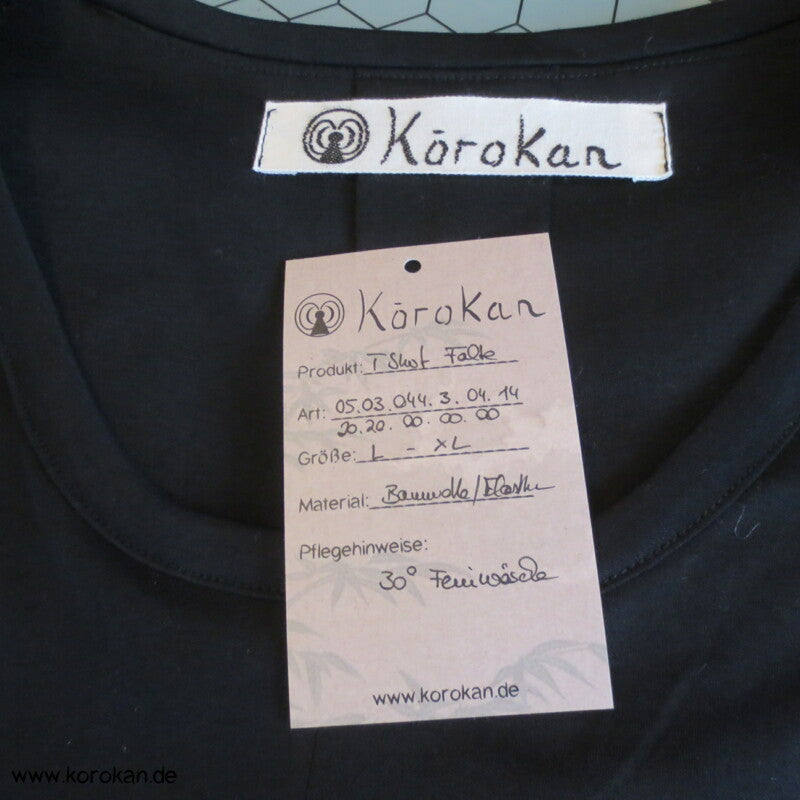 Kōrokan
Kōrokan
Produkt: T Shirt Falte
Art: 05.03.044.3.04.14
20.20.00.00.00
Größe: L - XL
Material: Baumwolle/Elasthan
Pflegehinweise:
30° Feinwäsche
www.korokan.de
www.korokan.de